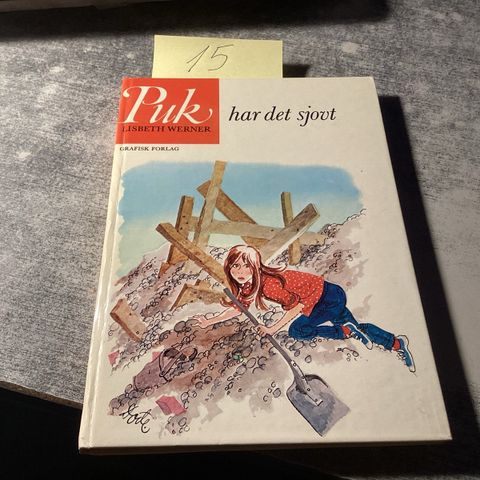 15
Puk
LISBETH WERNER
har det sjovt
GRAFISK FORLAG